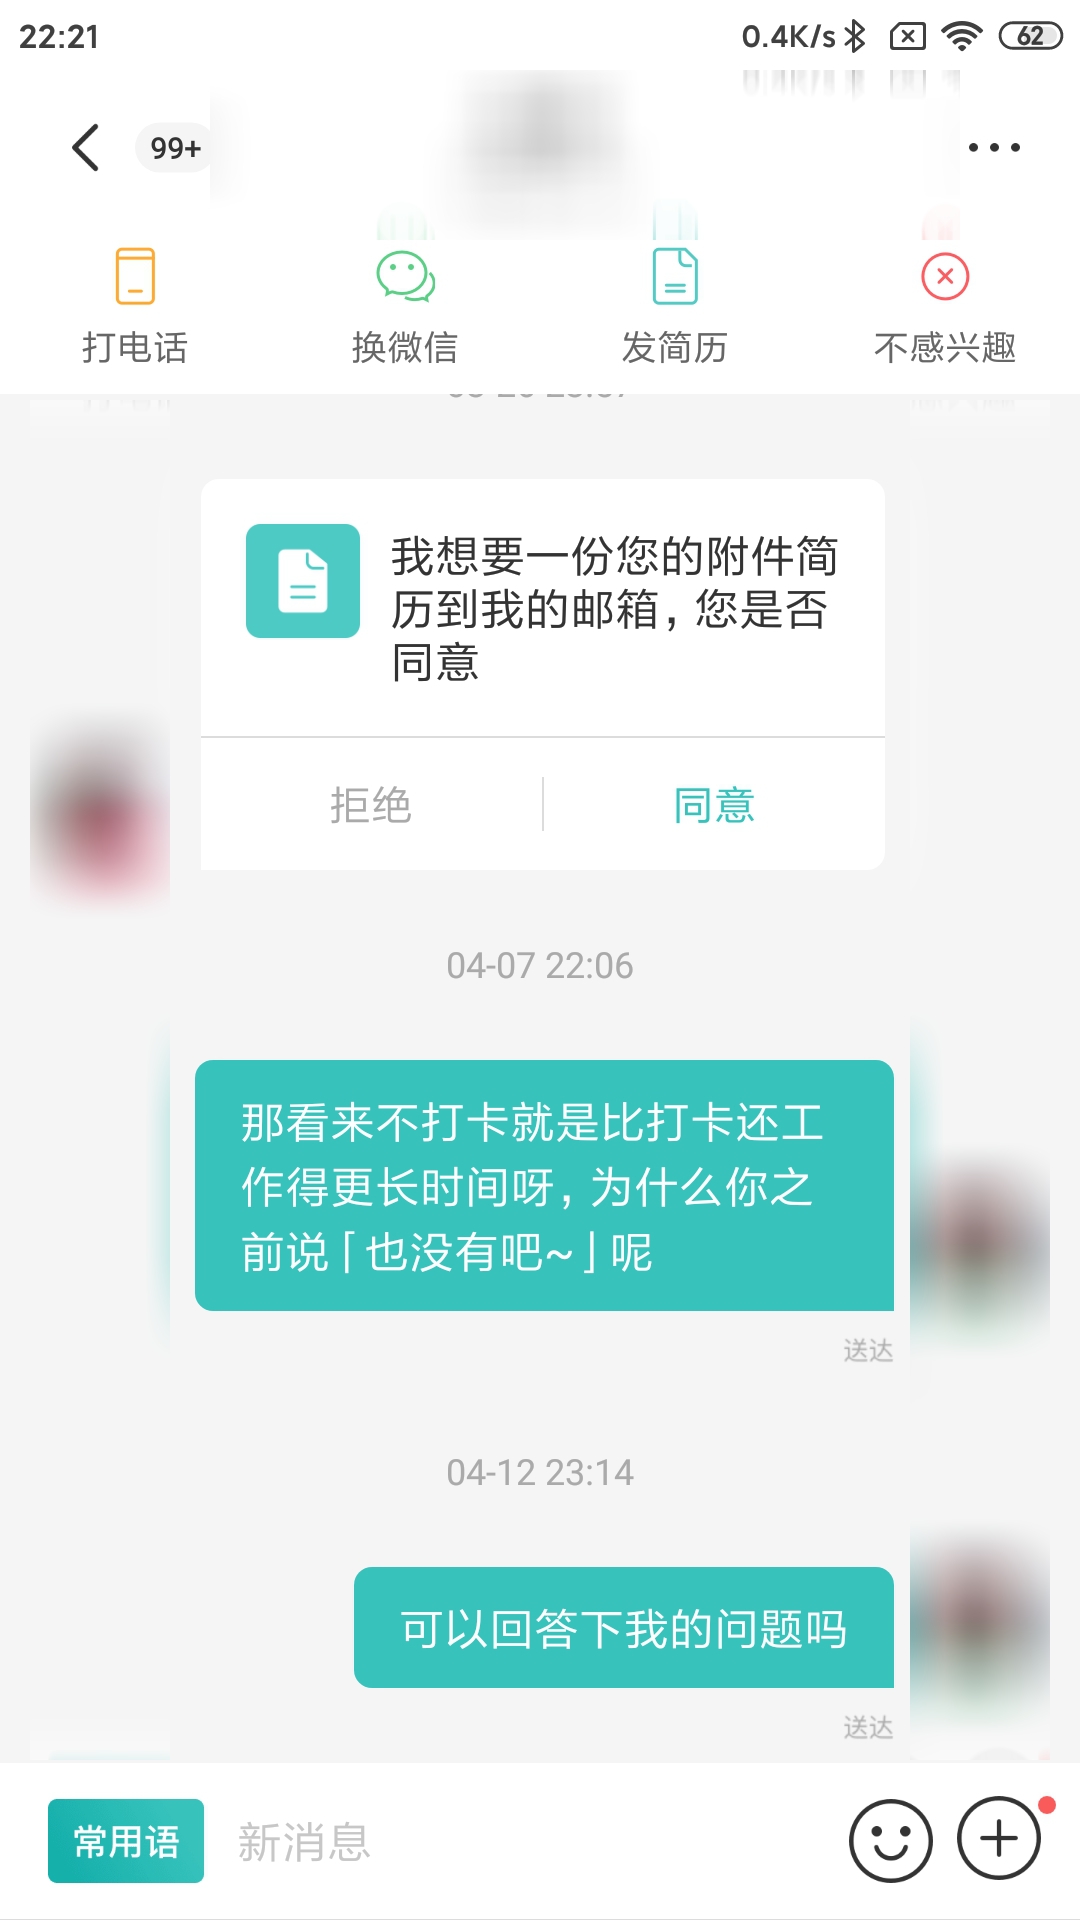 22:21
0.4K/s
62
99+
打电话
换微信
发简历
不感兴趣
我想要一份您的附件简
历到我的邮箱，您是否
同意
拒绝
同意
04-07 22:06
那看来不打卡就是比打卡还工
作得更长时间呀，为什么你之
前说「也没有吧~」呢
送达
04-12 23:14
可以回答下我的问题吗
送达
常用语
新消息